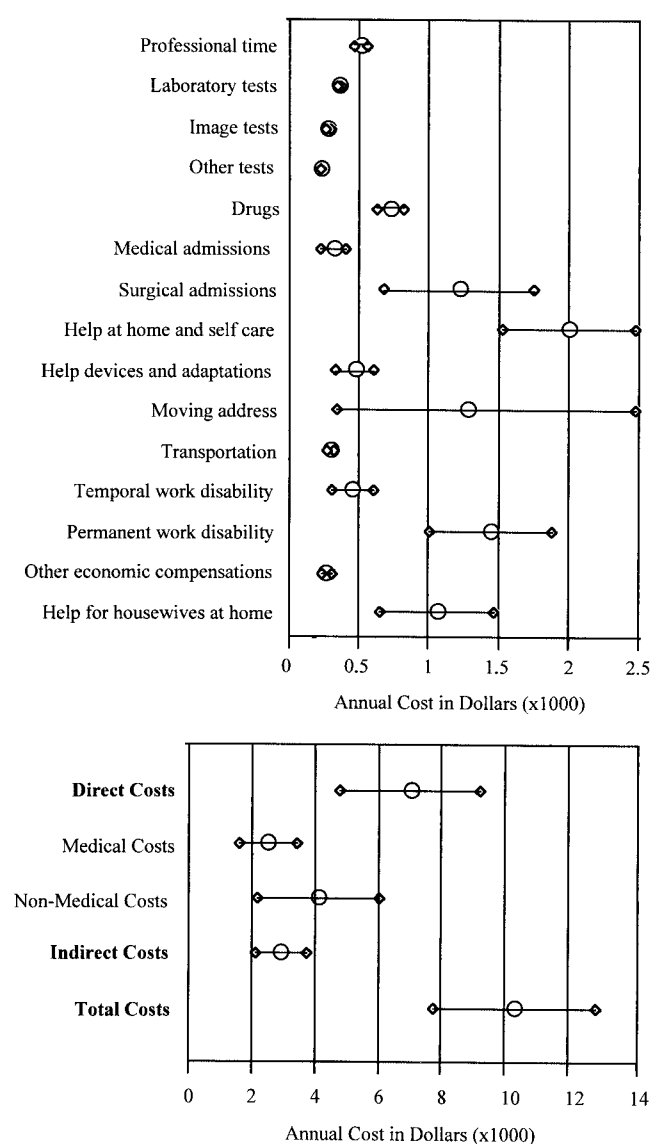 Professional time
Laboratory tests
Image tests
Other tests
Drugs
Medical admissions
Surgical admissions
Help at home and self care
Help devices and adaptations
Moving address
Transportation
Temporal work disability
Permanent work disability
Other economic compensations
Help for housewives at home
0 0.5 1 1.5 2 2.5
Annual Cost in Dollars (x1000)
Direct Costs
Medical Costs
Non-Medical Costs
Indirect Costs
Total Costs
0 2 4 6 8 10 12 14
Annual Cost in Dollars (x1000)